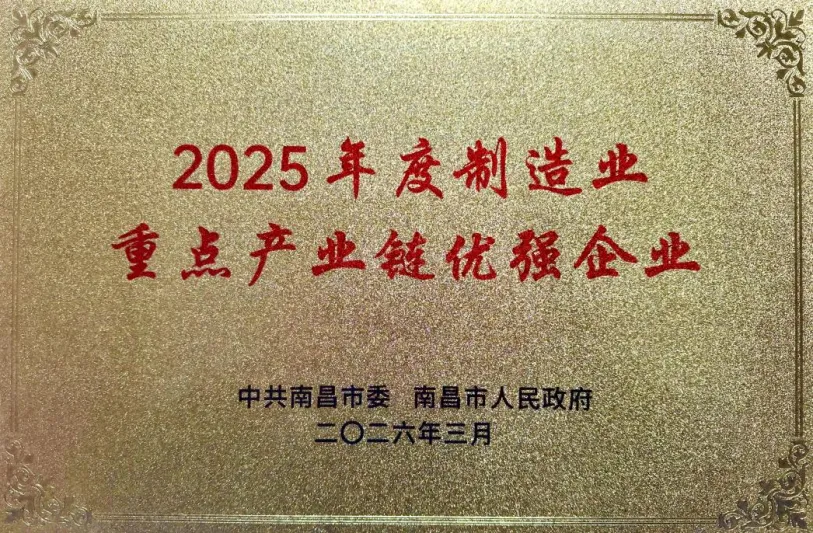 2025年度制造业
重点产业链优强企业
中共南昌市委 南昌市人民政府
二〇二六年三月